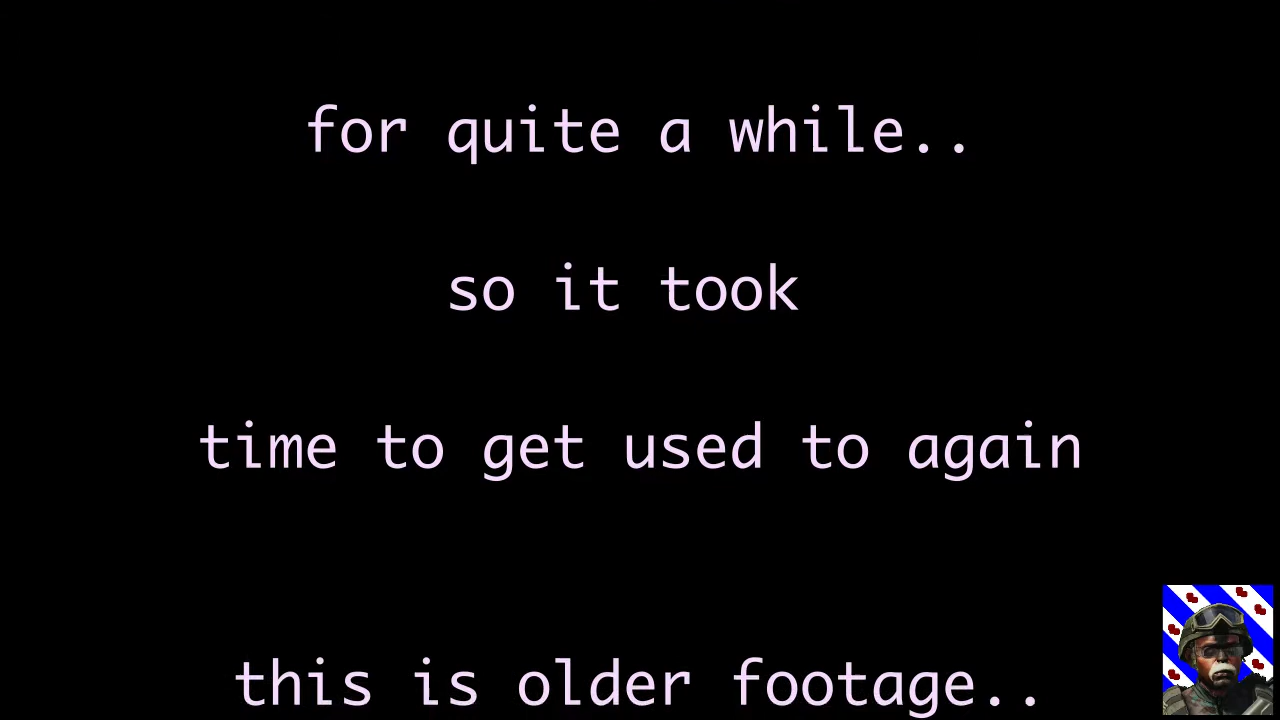 for quite a while..
so it took
time to get used to again
this is older footage..